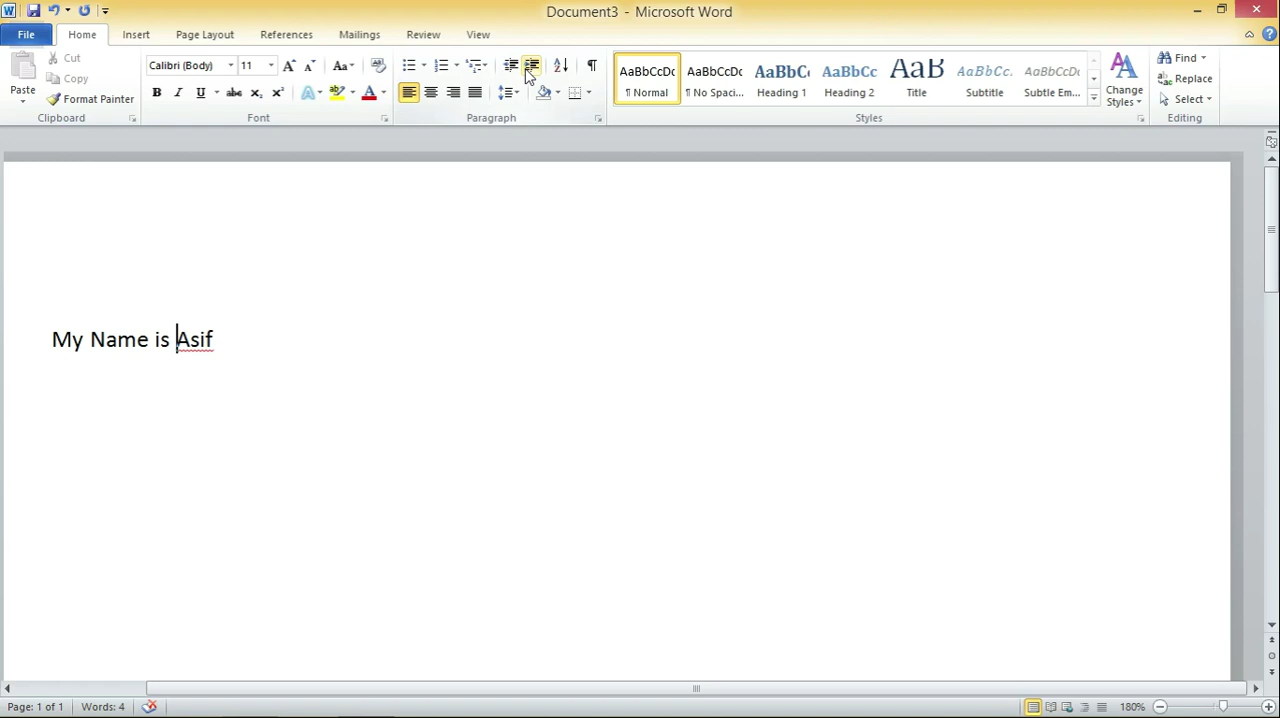 Document3 - Microsoft Word
File Home Insert Page Layout References Mailings Review View
Paste
Cut
Copy
Format Painter
Clipboard
Calibri (Body) 11
Font
Paragraph
AaBbCcDc AaBbCcDc AaBbCc AaBbCc AaB AaBbCc. AaBbCcDc
¶ Normal ¶ No Spaci... Heading 1 Heading 2 Title Subtitle Subtle Em...
Change
Styles
Styles
Find
Replace
Select
Editing
My Name is Asif
Page: 1 of 1 Words: 4 180%